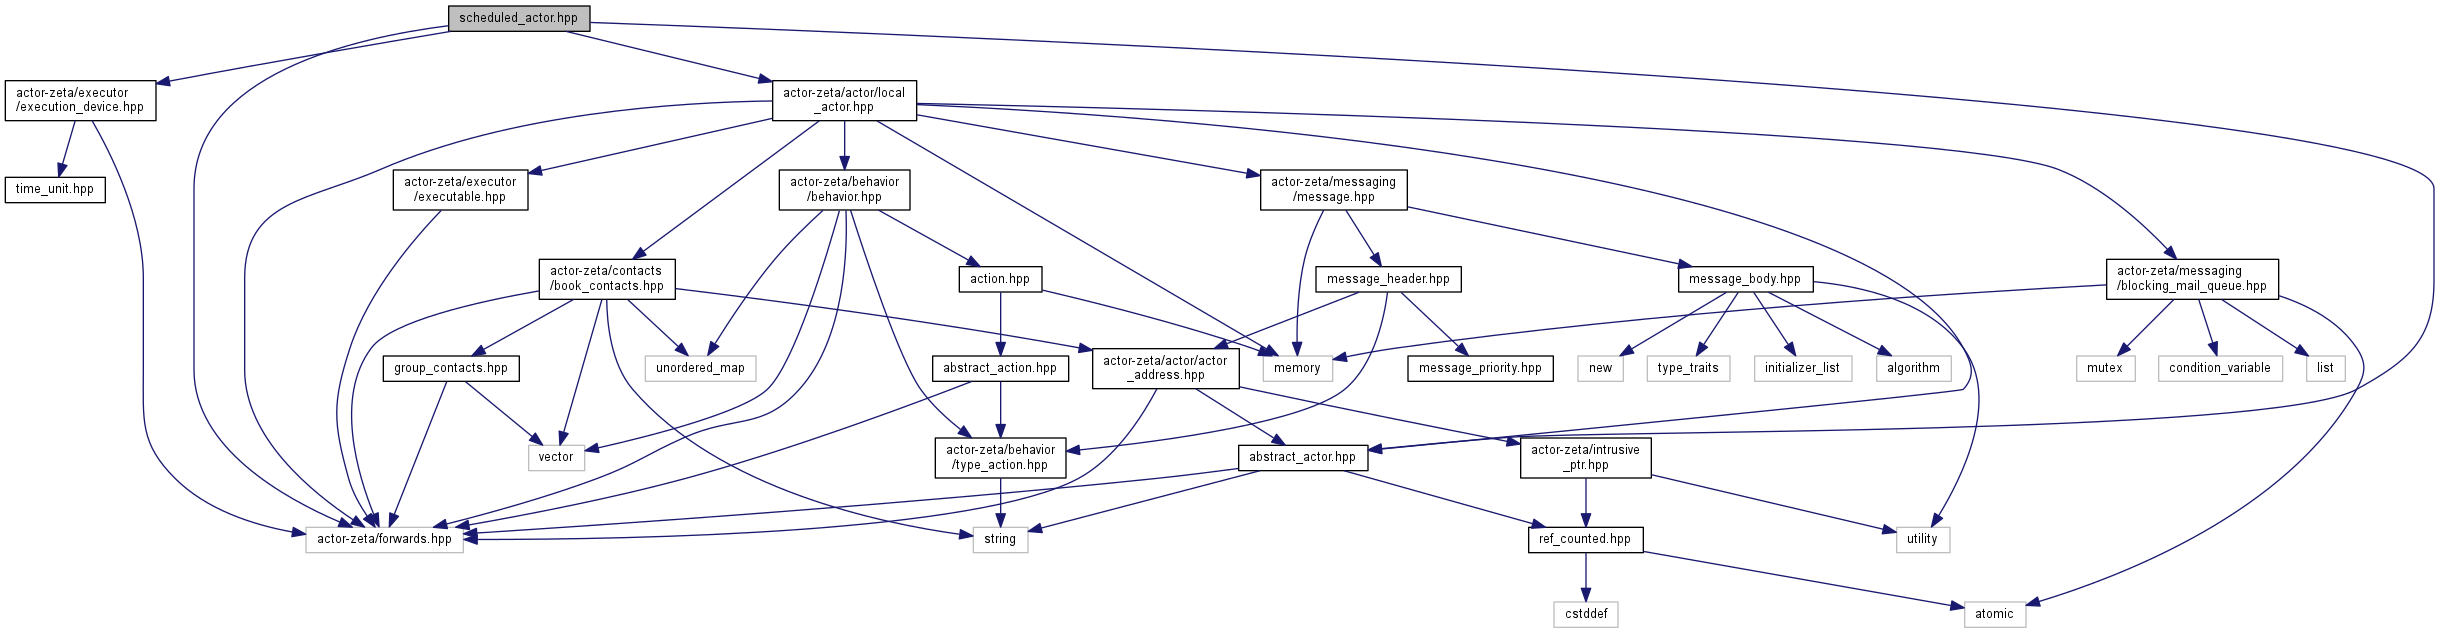 scheduled_actor.hpp
actor-zeta/executor
/execution_device.hpp
actor-zeta/actor/local
_actor.hpp
time_unit.hpp
actor-zeta/executor
/executable.hpp
actor-zeta/behavior
/behavior.hpp
actor-zeta/messaging
/message.hpp
actor-zeta/contacts
/book_contacts.hpp
action.hpp
message_header.hpp
message_body.hpp
actor-zeta/messaging
/blocking_mail_queue.hpp
group_contacts.hpp
unordered_map
abstract_action.hpp
actor-zeta/actor/actor
_address.hpp
memory
message_priority.hpp
new
type_traits
initializer_list
algorithm
mutex
condition_variable
list
vector
actor-zeta/behavior
/type_action.hpp
abstract_actor.hpp
actor-zeta/intrusive
_ptr.hpp
actor-zeta/forwards.hpp
string
ref_counted.hpp
utility
cstddef
atomic